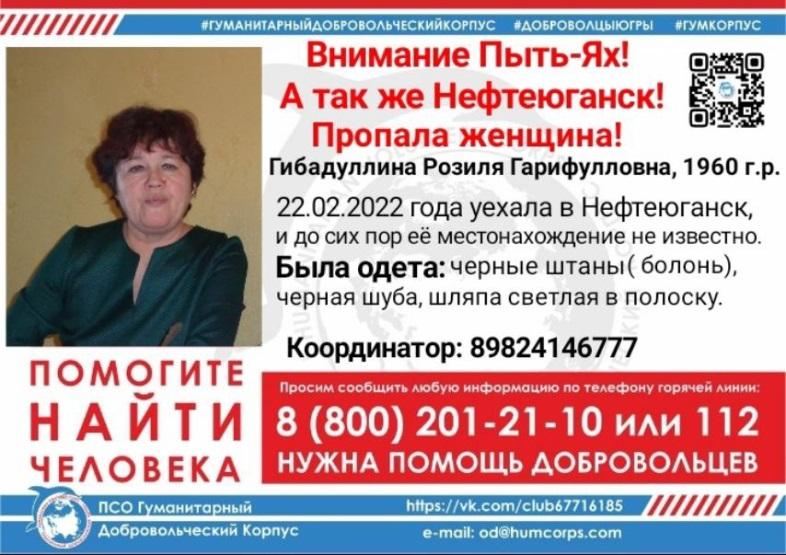 #ГУМАНИТАРНЫЙДОБРОВОЛЬЧЕСКИЙКОРПУС #ДОБРОВОЛЦЫЮГРЫ #ГУМКОРПУС
Внимание Пыть-Ях!
А так же Нефтеюганск!
Пропала женщина!
Гибадуллина Розиля Гарифулловна, 1960 г.р.
22.02.2022 года уехала в Нефтеюганск,
и до сих пор её местонахождение не известно.
Была одета: черные штаны( болонь),
черная шуба, шляпа светлая в полоску.
Координатор: 89824146777
ПОМОГИТЕ
НАЙТИ
ЧЕЛОВЕКА
Просим сообщить любую информацию по телефону горячей линии:
8 (800) 201-21-10 или 112
НУЖНА ПОМОЩЬ ДОБРОВОЛЬЦЕВ
ПСО Гуманитарный
Добровольческий Корпус
https://vk.com/club67716185
e-mail: od@humcorps.com